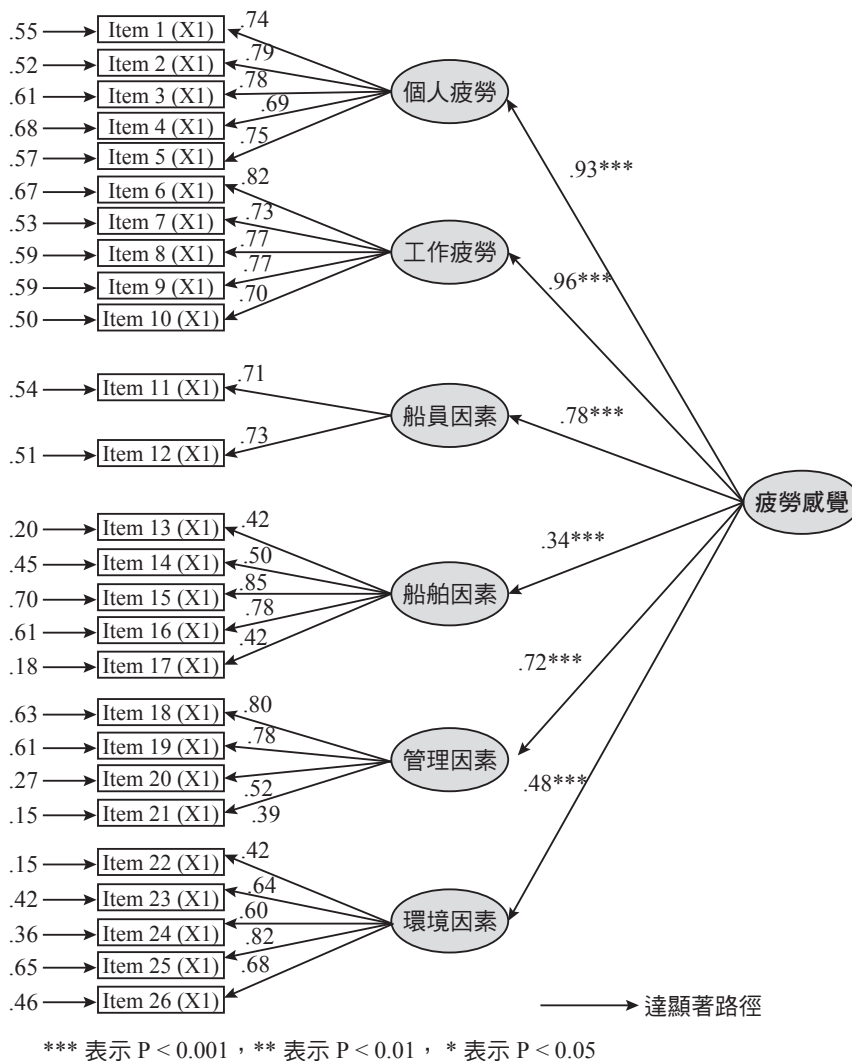 .55 Item 1 (X1) .74
.52 Item 2 (X1) .79
.61 Item 3 (X1) .78
.68 Item 4 (X1) .69
.57 Item 5 (X1) .75
個人疲勞
.93***
.67 Item 6 (X1) .82
.53 Item 7 (X1) .73
.59 Item 8 (X1) .77
.59 Item 9 (X1) .77
.50 Item 10 (X1) .70
工作疲勞
.96***
.54 Item 11 (X1) .71
.51 Item 12 (X1) .73
船員因素
.78***
疲勞感覺
.20 Item 13 (X1) .42
.45 Item 14 (X1) .50
.70 Item 15 (X1) .85
.61 Item 16 (X1) .78
.18 Item 17 (X1) .42
船舶因素
.34***
.63 Item 18 (X1) .80
.61 Item 19 (X1) .78
.27 Item 20 (X1) .52
.15 Item 21 (X1) .39
管理因素
.72***
.15 Item 22 (X1) .42
.42 Item 23 (X1) .64
.36 Item 24 (X1) .60
.65 Item 25 (X1) .82
.46 Item 26 (X1) .68
環境因素
.48***
達顯著路徑
*** 表示 P < 0.001，** 表示 P < 0.01， * 表示 P < 0.05